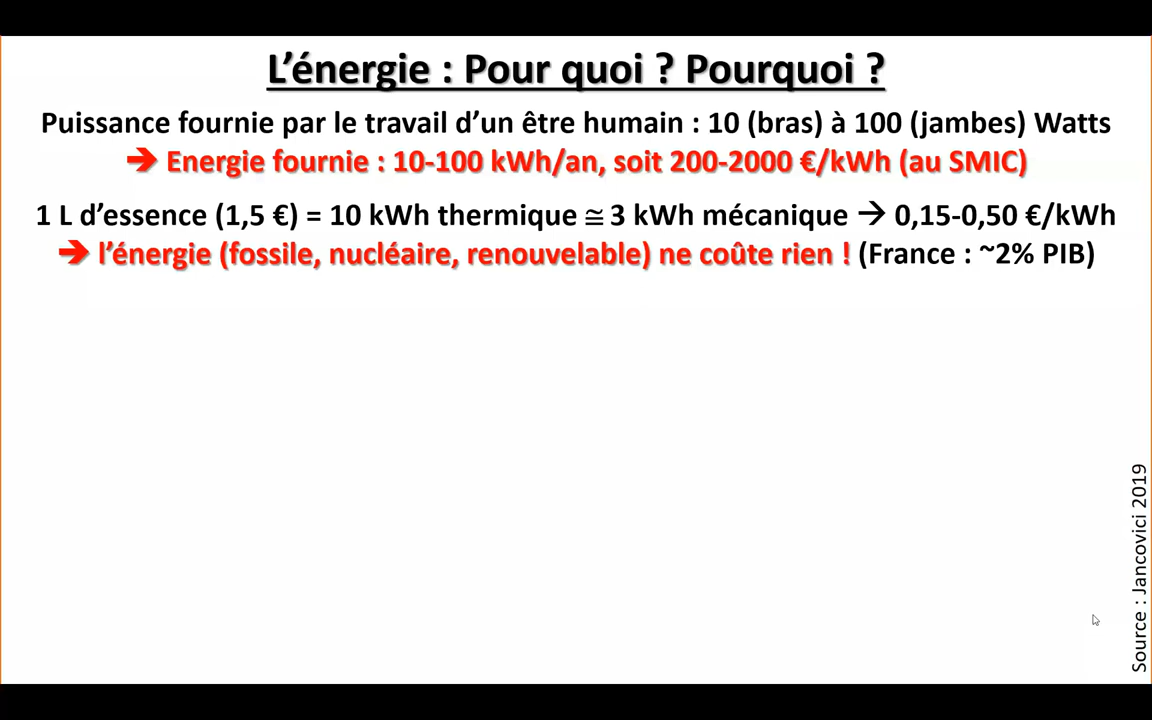 L’énergie : Pour quoi ? Pourquoi ?
Puissance fournie par le travail d’un être humain : 10 (bras) à 100 (jambes) Watts
➔ Energie fournie : 10-100 kWh/an, soit 200-2000 €/kWh (au SMIC)
1 L d’essence (1,5 €) = 10 kWh thermique ≅ 3 kWh mécanique → 0,15-0,50 €/kWh
➔ l’énergie (fossile, nucléaire, renouvelable) ne coûte rien ! (France : ~2% PIB)
Source : Jancovici 2019